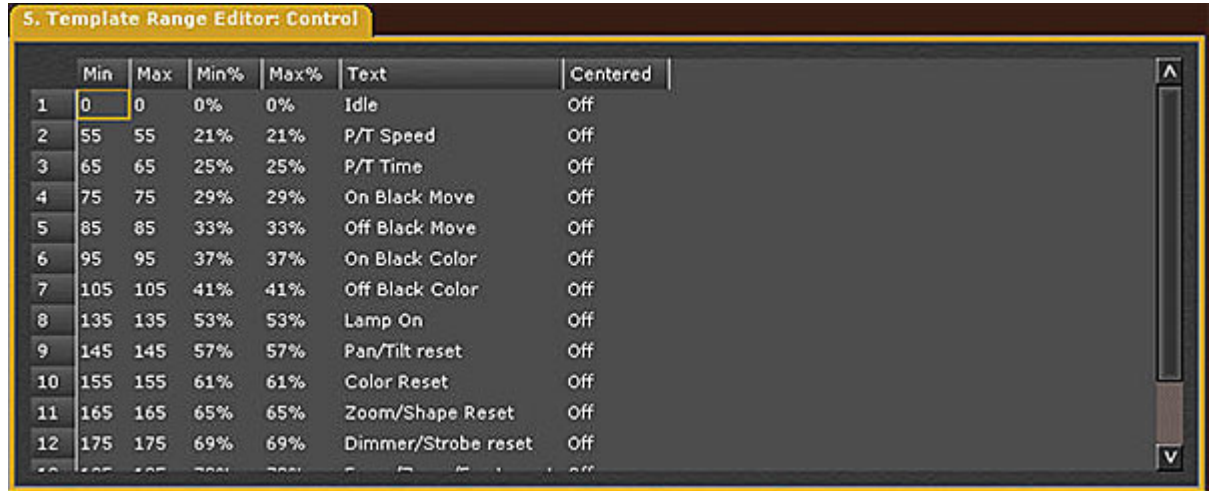 5. Template Range Editor: Control
Min Max Min% Max% Text Centered
1 0 0 0% 0% Idle Off
2 55 55 21% 21% P/T Speed Off
3 65 65 25% 25% P/T Time Off
4 75 75 29% 29% On Black Move Off
5 85 85 33% 33% Off Black Move Off
6 95 95 37% 37% On Black Color Off
7 105 105 41% 41% Off Black Color Off
8 135 135 53% 53% Lamp On Off
9 145 145 57% 57% Pan/Tilt reset Off
10 155 155 61% 61% Color Reset Off
11 165 165 65% 65% Zoom/Shape Reset Off
12 175 175 69% 69% Dimmer/Strobe reset Off